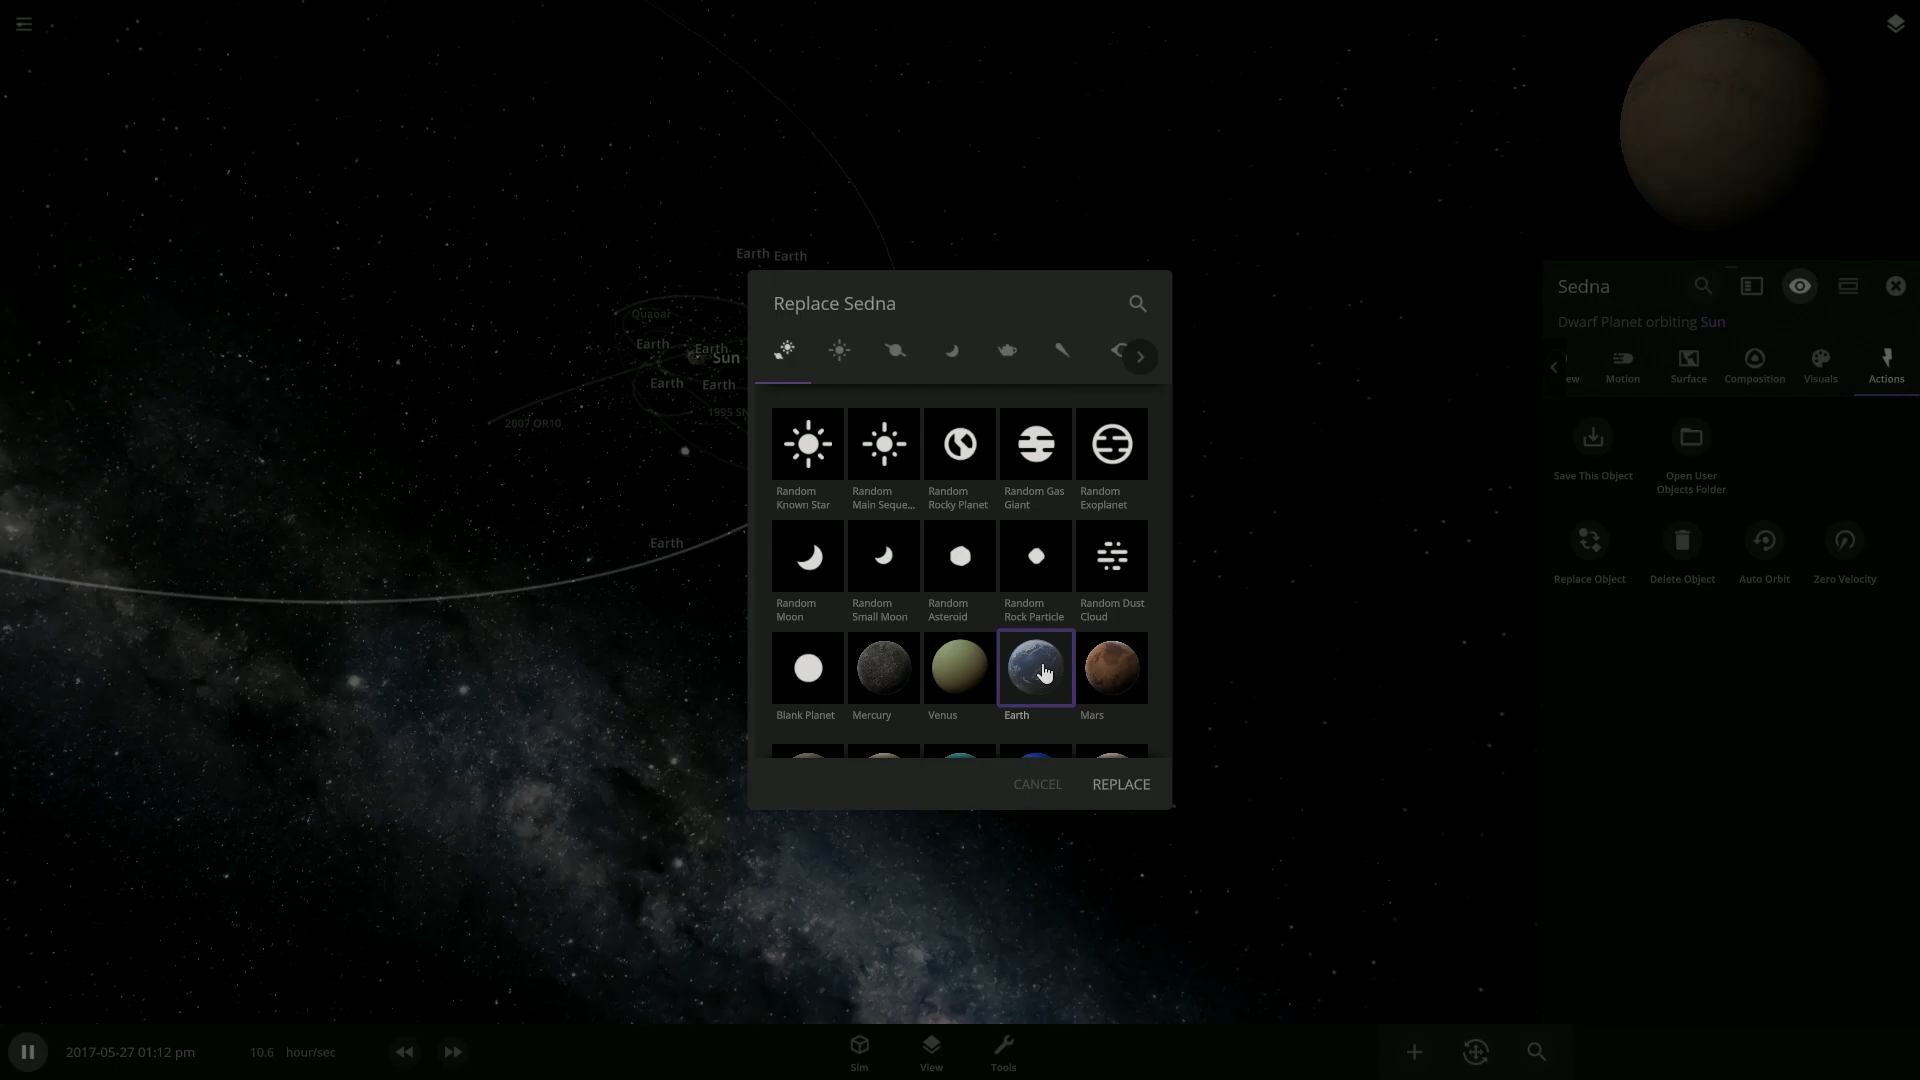 Earth Earth
Quaoar
Earth
Earth
Sun
Earth
Earth
1995 SN
2007 OR10
Earth
Replace Sedna
Random
Known Star
Random
Main Seque...
Random
Rocky Planet
Random Gas
Giant
Random
Exoplanet
Random
Moon
Random
Small Moon
Random
Asteroid
Random
Rock Particle
Random Dust
Cloud
Blank Planet
Mercury
Venus
Earth
Mars
CANCEL
REPLACE
Sedna
Dwarf Planet orbiting Sun
ew
Motion
Surface
Composition
Visuals
Actions
Save This Object
Open User
Objects Folder
Replace Object
Delete Object
Auto Orbit
Zero Velocity
2017-05-27 01:12 pm
10.6 hour/sec
Sim
View
Tools